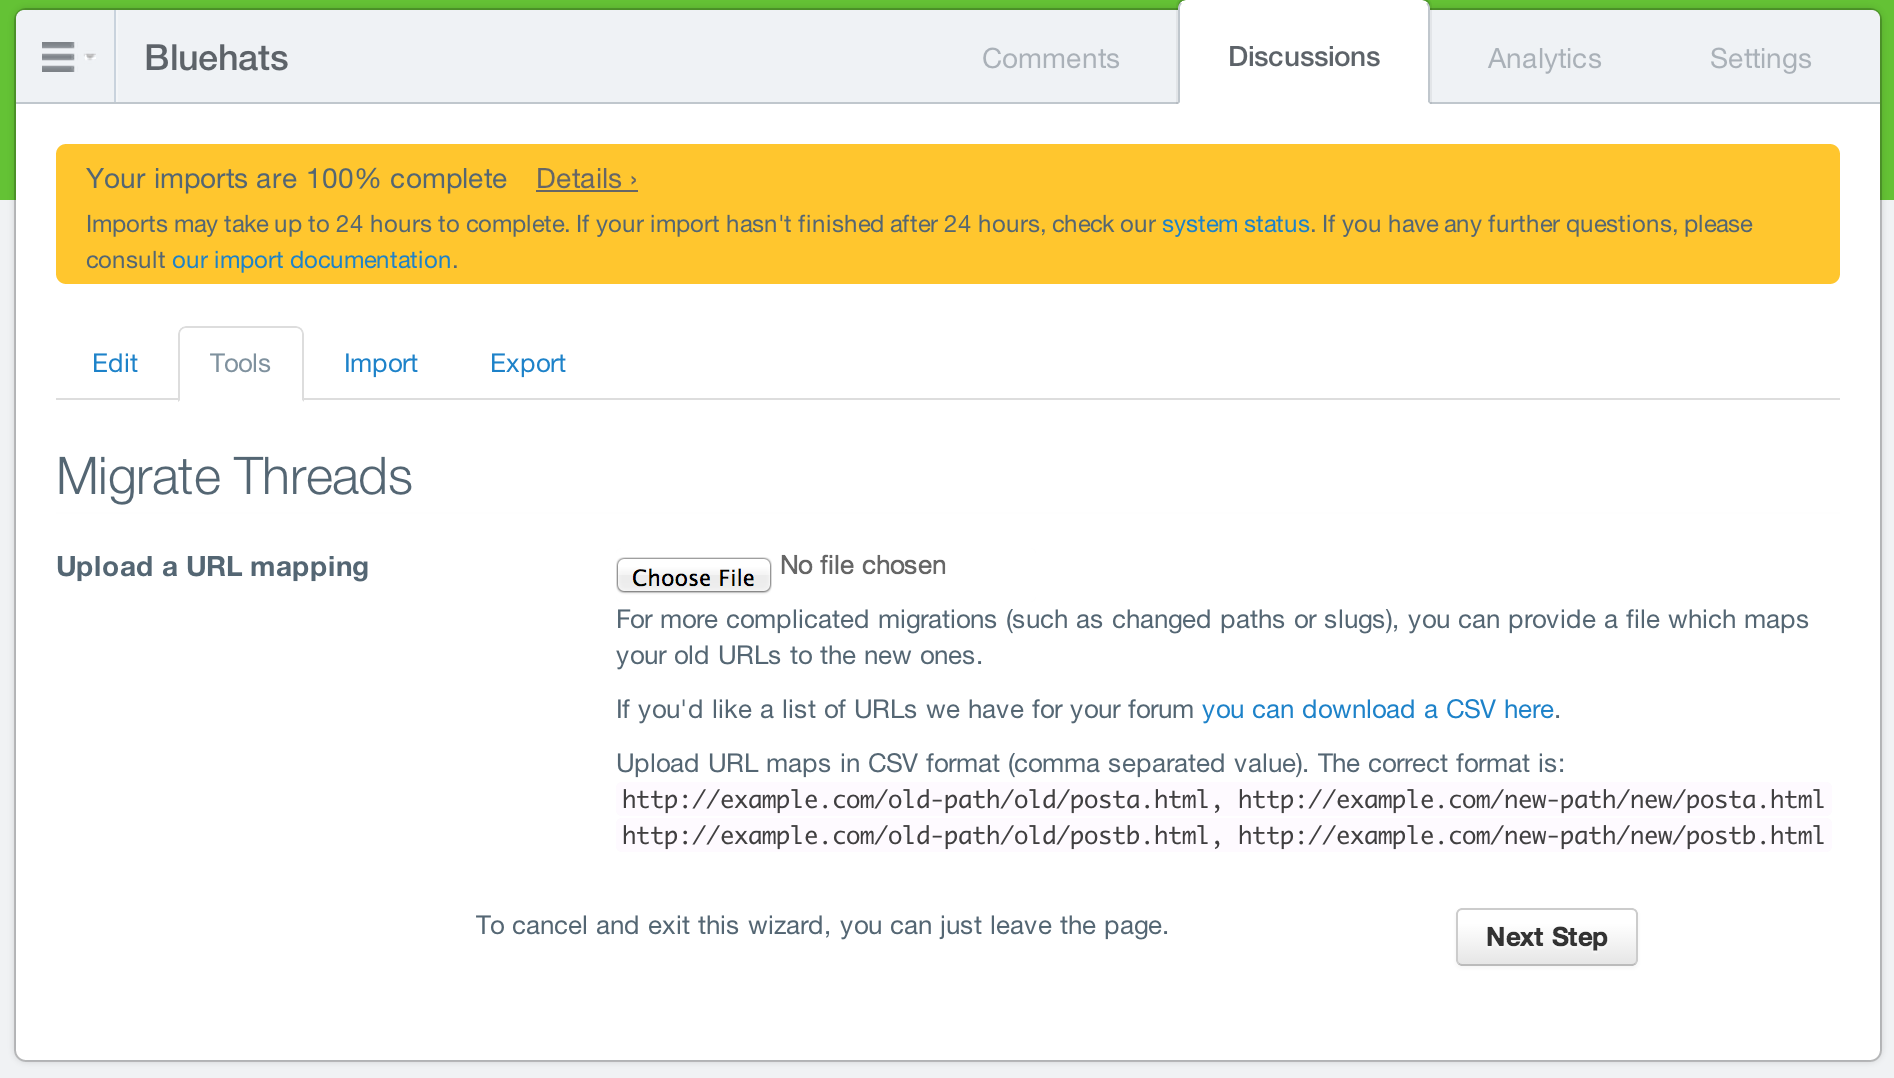 Bluehats
Comments
Discussions
Analytics
Settings
Your imports are 100% complete Details ›
Imports may take up to 24 hours to complete. If your import hasn't finished after 24 hours, check our system status. If you have any further questions, please
consult our import documentation.
Edit
Tools
Import
Export
Migrate Threads
Upload a URL mapping
Choose File No file chosen
For more complicated migrations (such as changed paths or slugs), you can provide a file which maps
your old URLs to the new ones.
If you'd like a list of URLs we have for your forum you can download a CSV here.
Upload URL maps in CSV format (comma separated value). The correct format is:
http://example.com/old-path/old/posta.html, http://example.com/new-path/new/posta.html
http://example.com/old-path/old/postb.html, http://example.com/new-path/new/postb.html
To cancel and exit this wizard, you can just leave the page.
Next Step